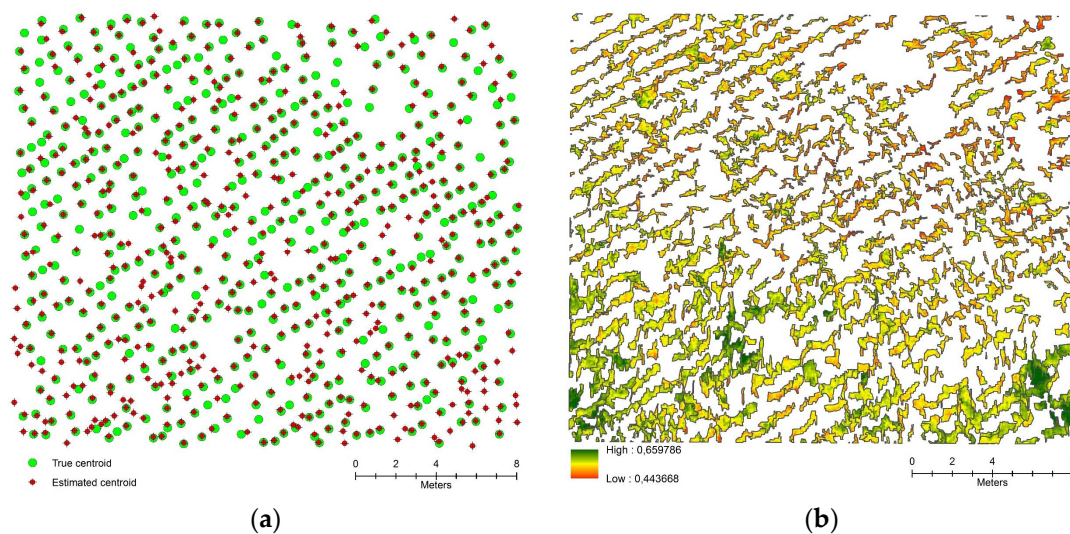 True centroid
Estimated centroid
0 2 4 8
Meters
High : 0,659786
Low : 0,443668
0 2 4 8
Meters
(a)
(b)